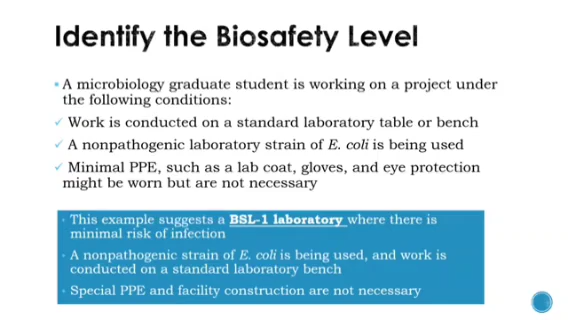 Identify the Biosafety Level
▪ A microbiology graduate student is working on a project under
the following conditions:
✓ Work is conducted on a standard laboratory table or bench
✓ A nonpathogenic laboratory strain of E. coli is being used
✓ Minimal PPE, such as a lab coat, gloves, and eye protection
might be worn but are not necessary
▪ This example suggests a BSL-1 laboratory where there is
minimal risk of infection
▪ A nonpathogenic strain of E. coli is being used, and work is
conducted on a standard laboratory bench
▪ Special PPE and facility construction are not necessary